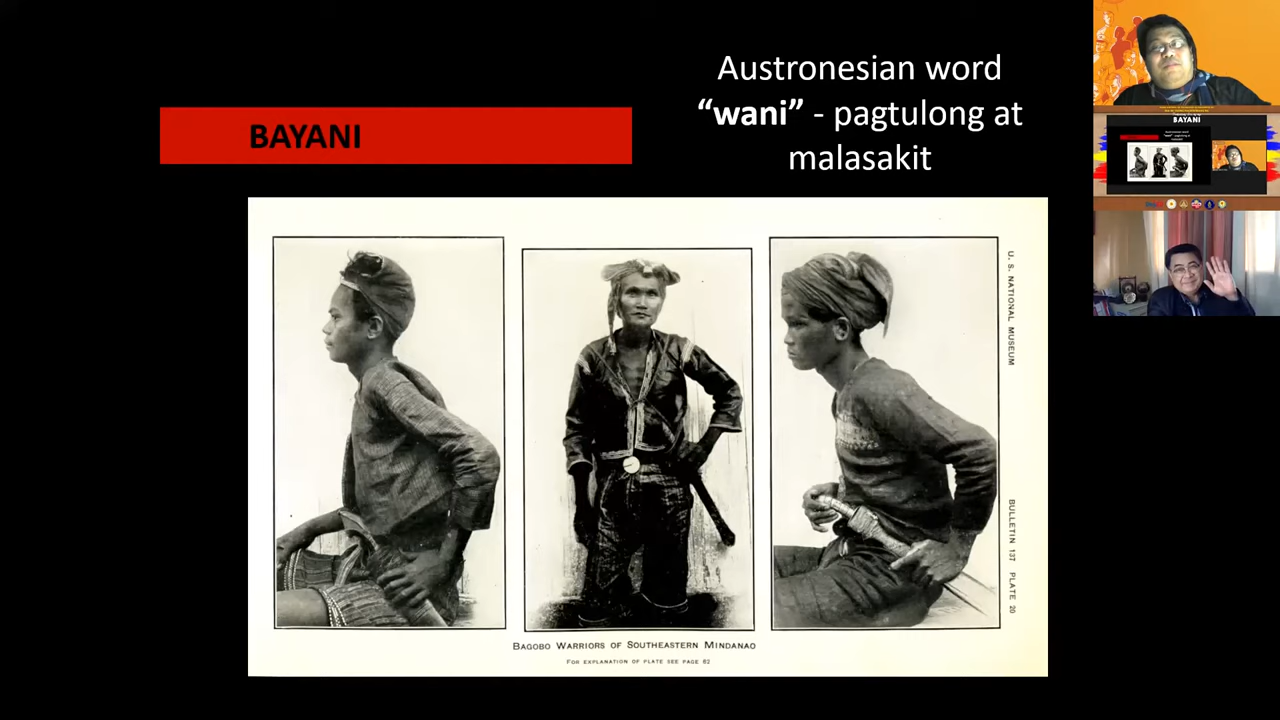 BAYANI
Austronesian word
“wani” - pagtulong at
malasakit
U. S. NATIONAL MUSEUM
BULLETIN 137 PLATE 20
BAGOBO WARRIORS OF SOUTHEASTERN MINDANAO
FOR EXPLANATION OF PLATE SEE PAGE 82
BAYANI